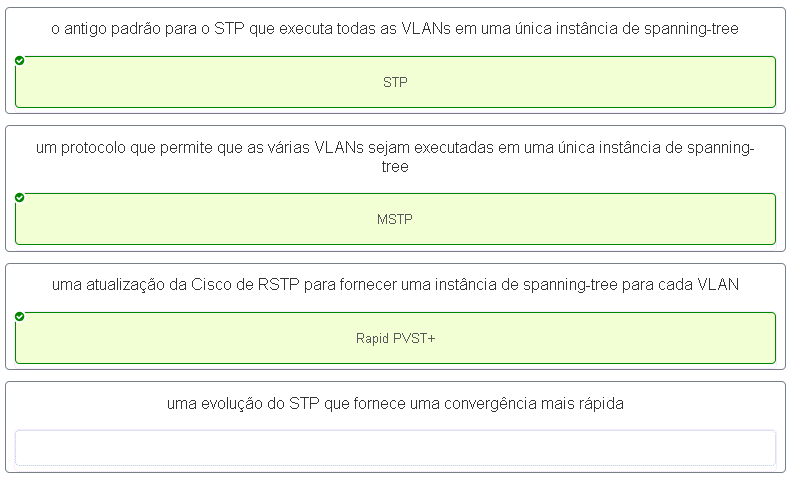 o antigo padrão para o STP que executa todas as VLANs em uma única instância de spanning-tree
STP
um protocolo que permite que as várias VLANs sejam executadas em uma única instância de spanning-
tree
MSTP
uma atualização da Cisco de RSTP para fornecer uma instância de spanning-tree para cada VLAN
Rapid PVST+
uma evolução do STP que fornece uma convergência mais rápida